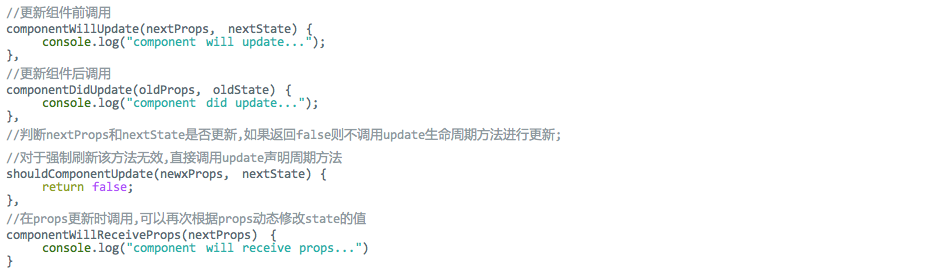 //更新组件前调用
componentWillUpdate(nextProps, nextState) {
console.log("component will update...");
},
//更新组件后调用
componentDidUpdate(oldProps, oldState) {
console.log("component did update...");
},
//判断nextProps和nextState是否更新,如果返回false则不调用update生命周期方法进行更新;
//对于强制刷新该方法无效,直接调用update声明周期方法
shouldComponentUpdate(newxProps, nextState) {
return false;
},
//在props更新时调用,可以再次根据props动态修改state的值
componentWillReceiveProps(nextProps) {
console.log("component will receive props...")
}